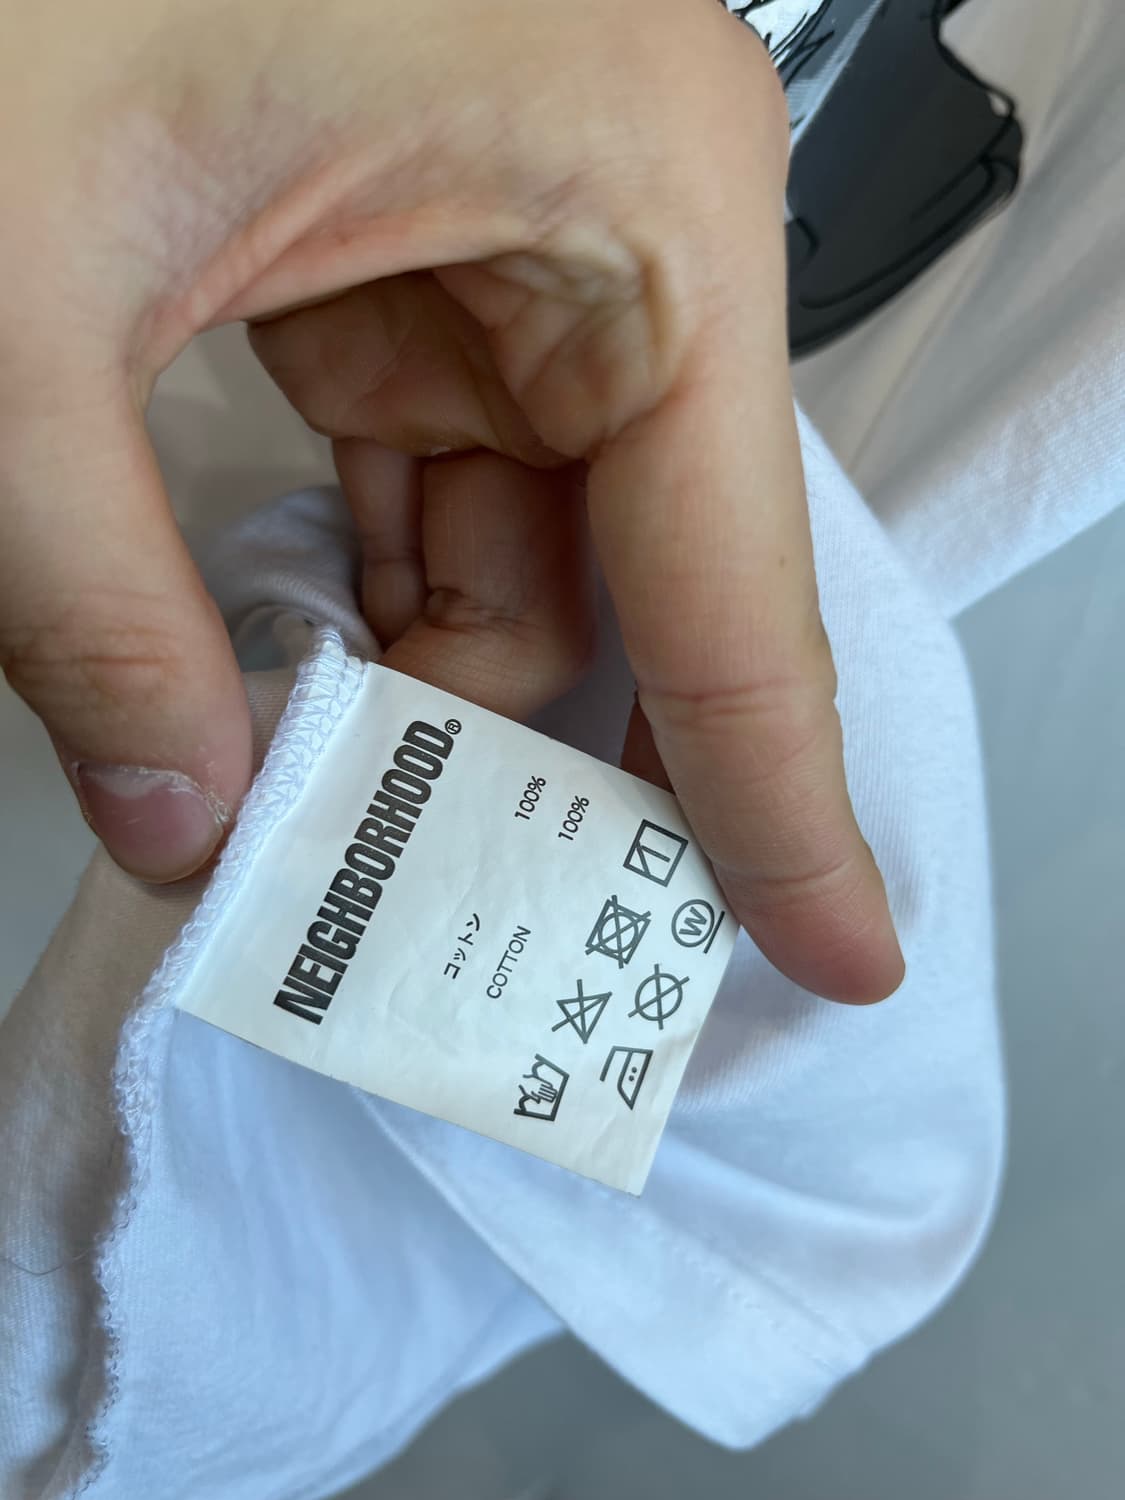 NEIGHBORHOOD®
コットン 100%
COTTON 100%
W